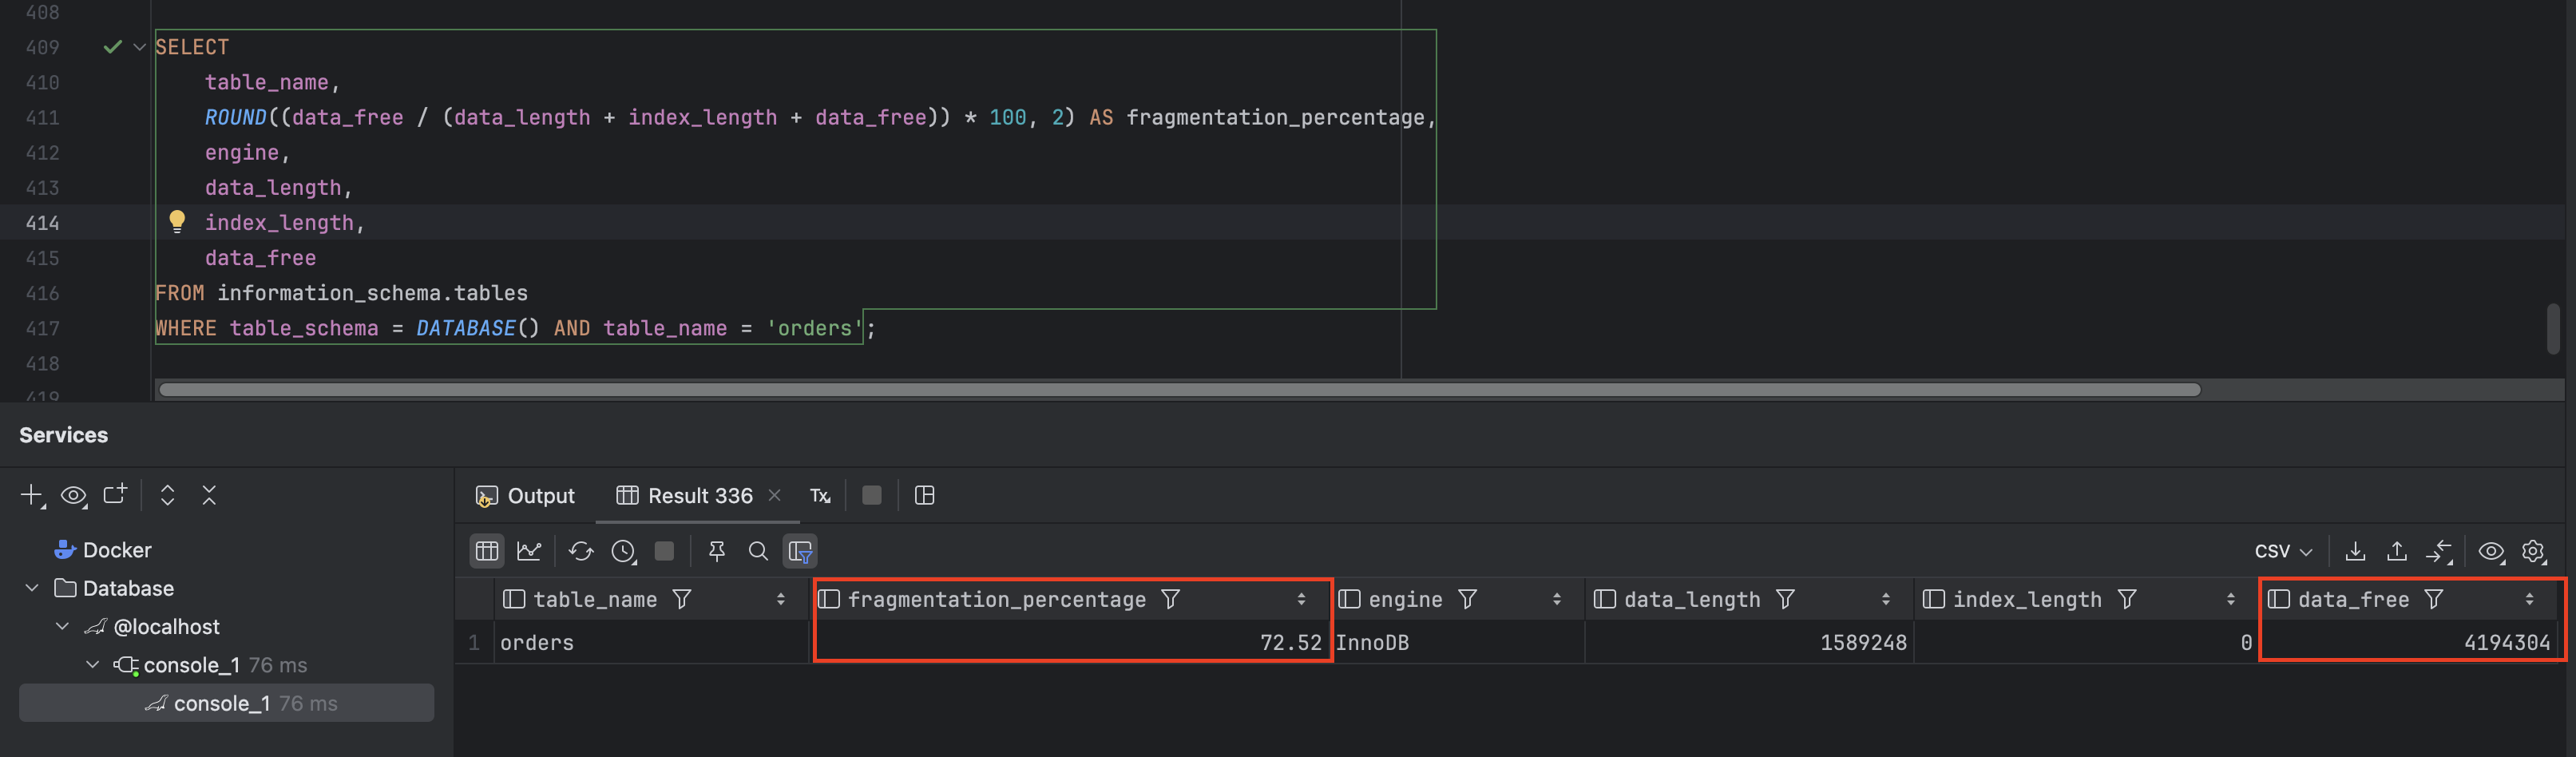 408
409 SELECT
410 table_name,
411 ROUND((data_free / (data_length + index_length + data_free)) * 100, 2) AS fragmentation_percentage,
412 engine,
413 data_length,
414 index_length,
415 data_free
416 FROM information_schema.tables
417 WHERE table_schema = DATABASE() AND table_name = 'orders';
418
419
Services
Output Result 336 Tx
Docker
CSV
Database
table_name fragmentation_percentage engine data_length index_length data_free
@localhost
1 orders 72.52 InnoDB 1589248 0 4194304
console_1 76 ms
console_1 76 ms